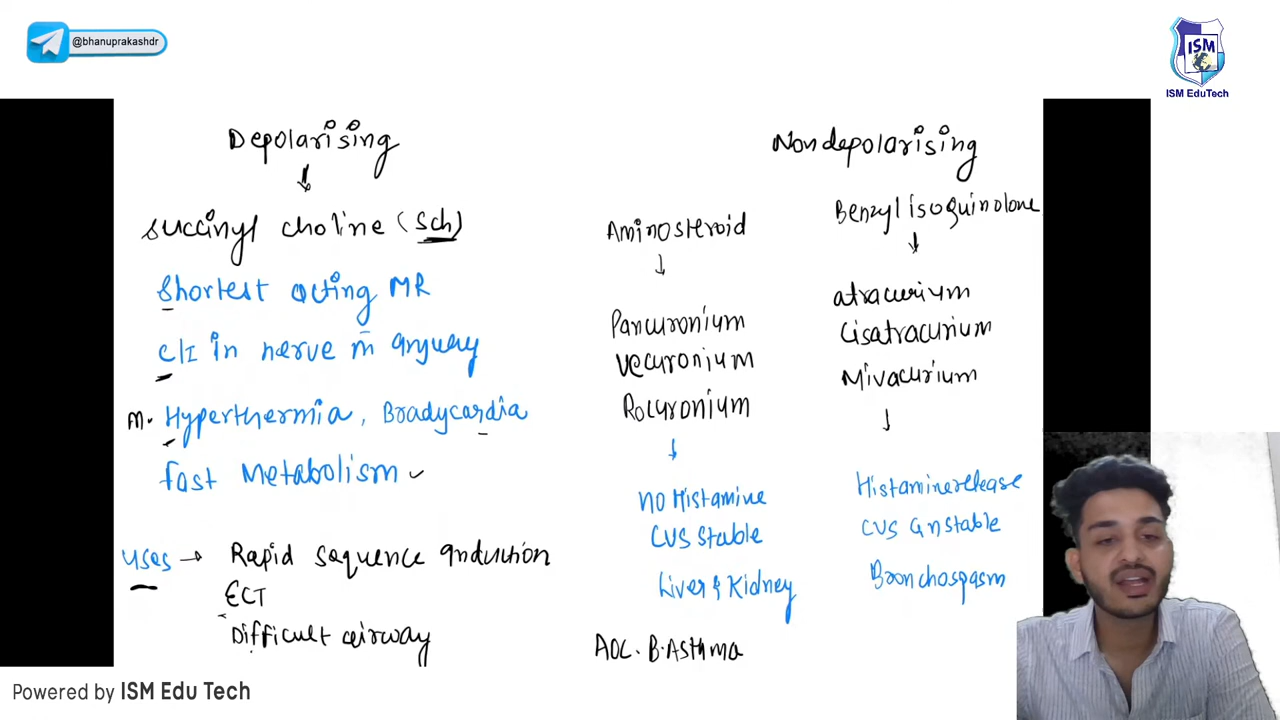 @bhanuprakashdr
ISM
ISM EduTech
Depolarising
succinyl choline (Sch)
Shortest acting MR
C/I in nerve m injury
M. Hyperthermia, Bradycardia
fast Metabolism
uses → Rapid sequence induction
ECT
Difficult airway
Nondepolarising
Aminosteroid
Pancuronium
Vecuronium
Rocuronium
no Histamine
CVS Stable
Liver & Kidney
AOC. B. Asthma
Benzyl isoquinolone
atracurium
Cisatracurium
Mivacurium
Histamine release
CVS unstable
Bronchospasm
Powered by ISM Edu Tech